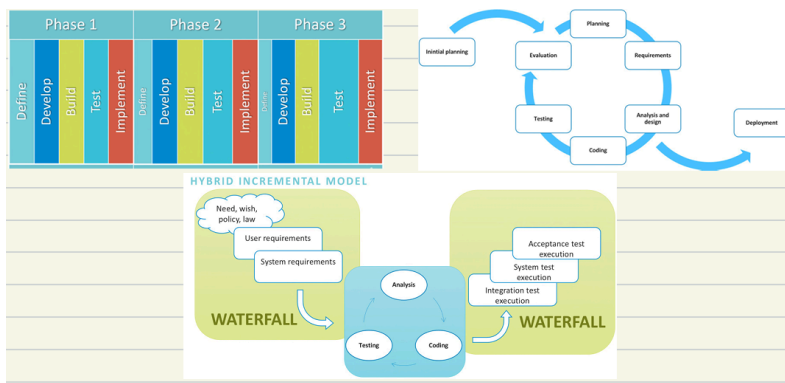 Phase 1
Phase 2
Phase 3
Define
Develop
Build
Test
Implement
Define
Develop
Build
Test
Implement
Define
Develop
Build
Test
Implement
Inintial planning
Planning
Evaluation
Requirements
Testing
Analysis and
design
Coding
Deployment
HYBRID INCREMENTAL MODEL
Need, wish,
policy, law
User requirements
System requirements
WATERFALL
Analysis
Testing
Coding
Acceptance test
execution
System test
execution
Integration test
execution
WATERFALL